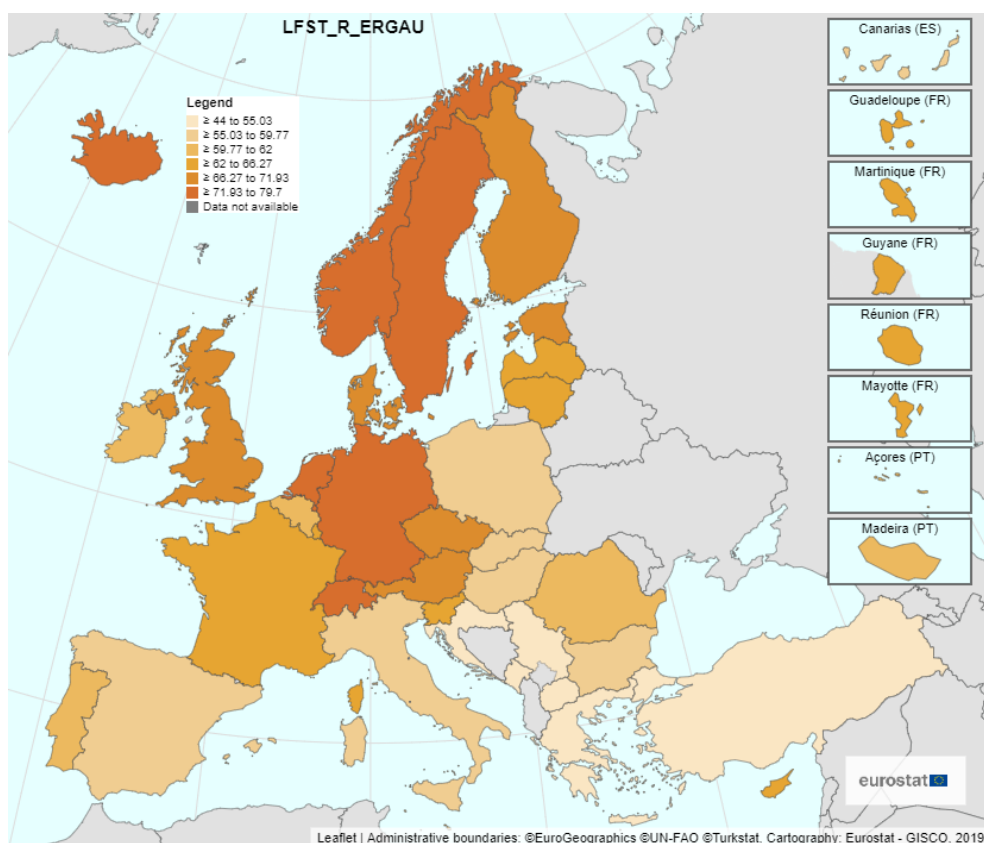 LFST_R_ERGAU
Legend
≥ 44 to 55.03
≥ 55.03 to 59.77
≥ 59.77 to 62
≥ 62 to 66.27
≥ 66.27 to 71.93
≥ 71.93 to 79.7
Data not available
Canarias (ES)
Guadeloupe (FR)
Martinique (FR)
Guyane (FR)
Réunion (FR)
Mayotte (FR)
Açores (PT)
Madeira (PT)
eurostat
Leaflet | Administrative boundaries: ©EuroGeographics ©UN-FAO ©Turkstat, Cartography: Eurostat - GISCO, 2019